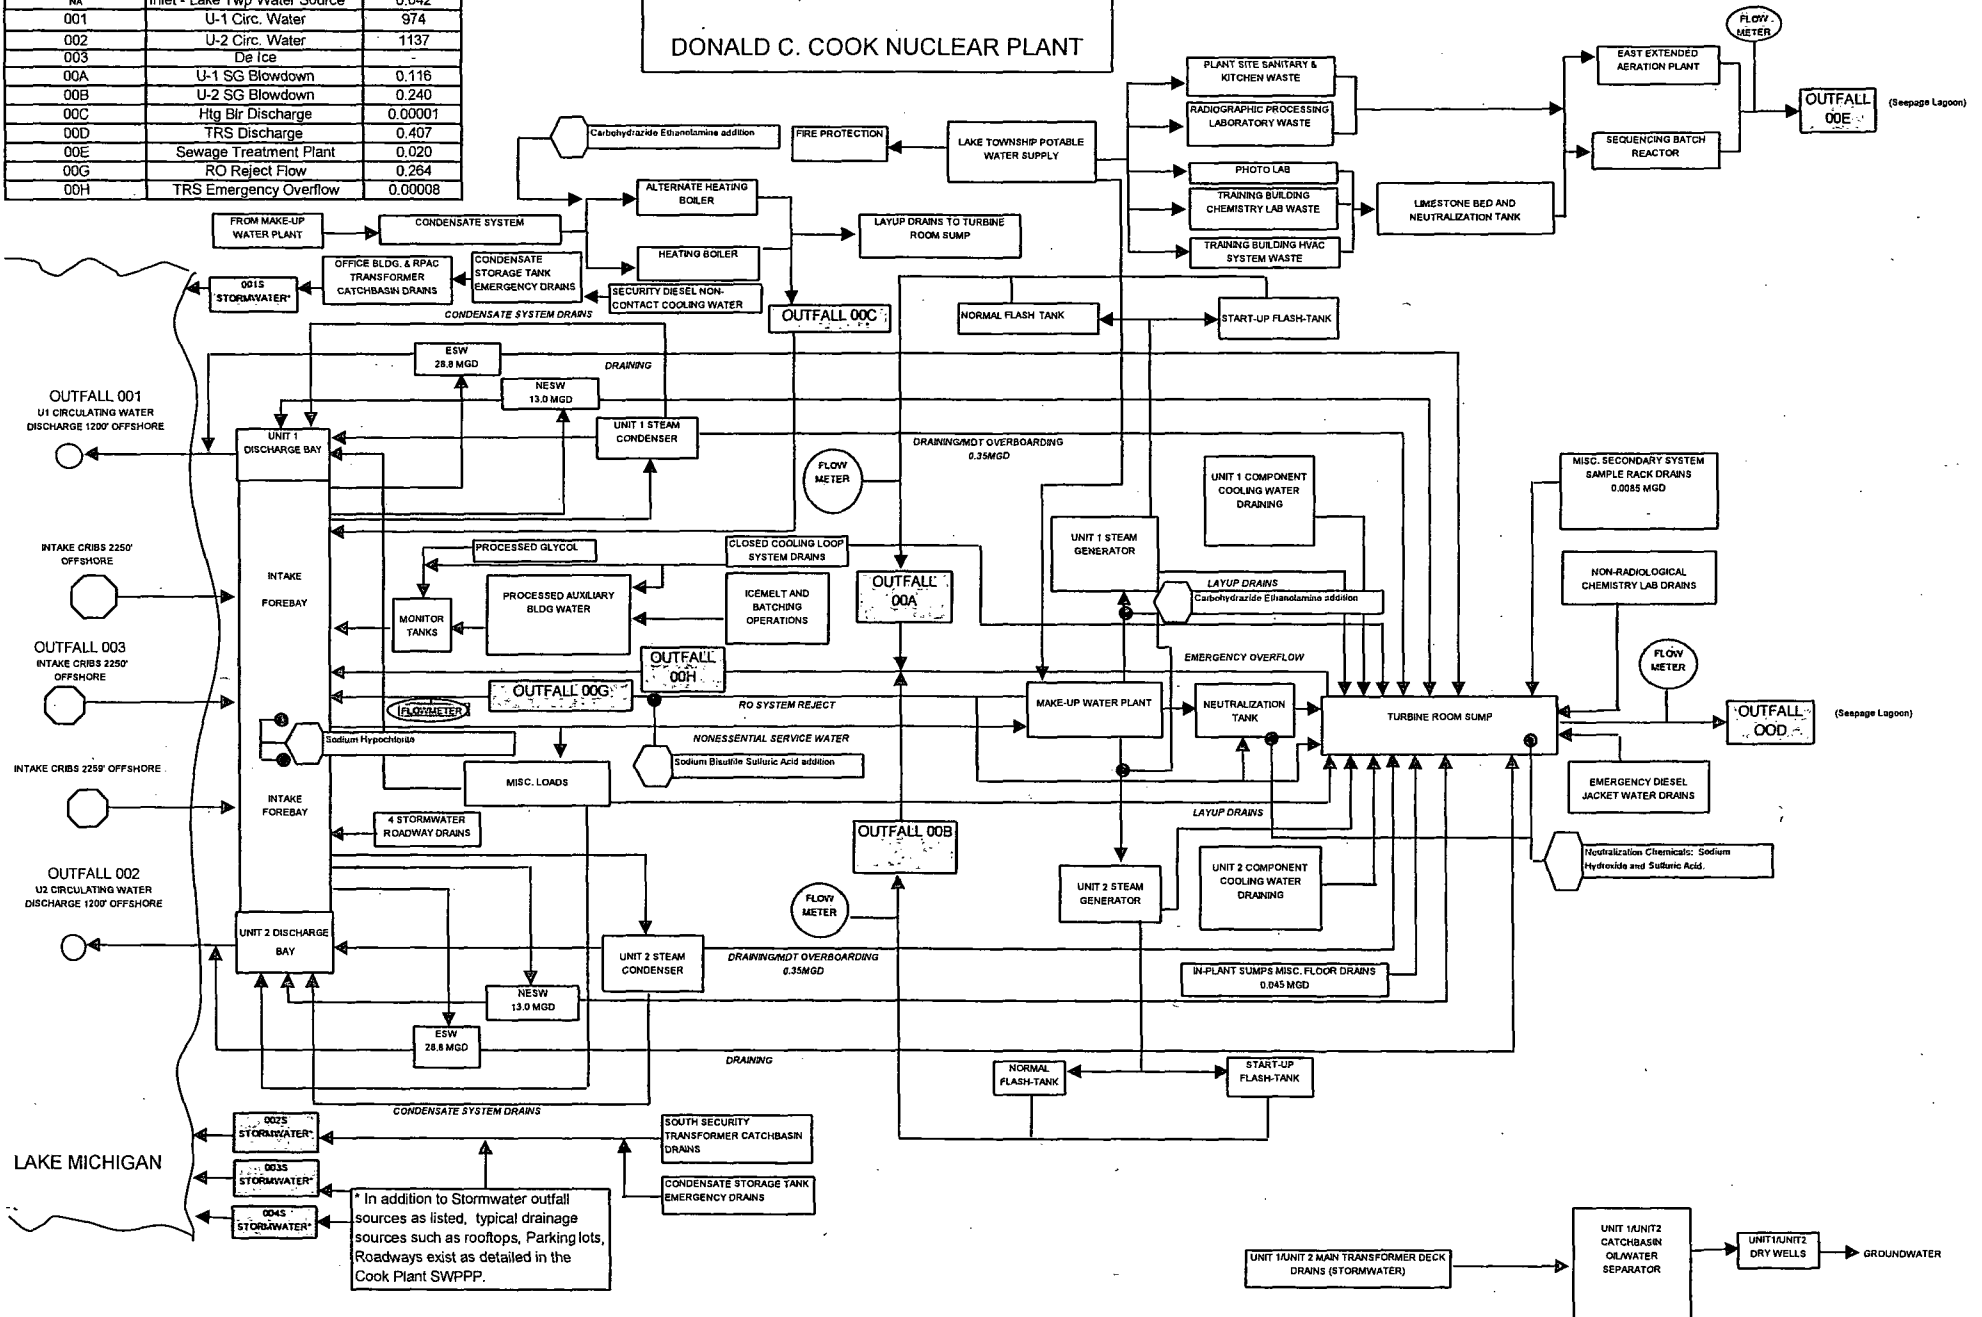 NA Inlet - Lake Twp Water Source 0.042
001 U-1 Circ. Water 974
002 U-2 Circ. Water 1137
003 De Ice -
00A U-1 SG Blowdown 0.116
00B U-2 SG Blowdown 0.240
00C Htg Blr Discharge 0.00001
00D TRS Discharge 0.407
00E Sewage Treatment Plant 0.020
00G RO Reject Flow 0.264
00H TRS Emergency Overflow 0.00008
DONALD C. COOK NUCLEAR PLANT
FLOW
METER
PLANT SITE SANITARY &
KITCHEN WASTE
EAST EXTENDED
AERATION PLANT
OUTFALL
00E
(Seepage Lagoon)
RADIOGRAPHIC PROCESSING
LABORATORY WASTE
SEQUENCING BATCH
REACTOR
Carbohydrazide Ethanolamine addition
FIRE PROTECTION
LAKE TOWNSHIP POTABLE
WATER SUPPLY
PHOTO LAB
TRAINING BUILDING
CHEMISTRY LAB WASTE
LIMESTONE BED AND
NEUTRALIZATION TANK
TRAINING BUILDING HVAC
SYSTEM WASTE
ALTERNATE HEATING
BOILER
FROM MAKE-UP
WATER PLANT
CONDENSATE SYSTEM
LAYUP DRAINS TO TURBINE
ROOM SUMP
HEATING BOILER
001S
STORMWATER*
OFFICE BLDG. & RPAC
TRANSFORMER
CATCHBASIN DRAINS
CONDENSATE
STORAGE TANK
EMERGENCY DRAINS
SECURITY DIESEL NON-
CONTACT COOLING WATER
OUTFALL 00C
NORMAL FLASH TANK
START-UP FLASH-TANK
CONDENSATE SYSTEM DRAINS
ESW
28.8 MGD
DRAINING
NESW
13.0 MGD
OUTFALL 001
U1 CIRCULATING WATER
DISCHARGE 1200' OFFSHORE
UNIT 1
DISCHARGE BAY
UNIT 1 STEAM
CONDENSER
DRAINING/MDT OVERBOARDING
0.35MGD
FLOW
METER
UNIT 1 COMPONENT
COOLING WATER
DRAINING
MISC. SECONDARY SYSTEM
SAMPLE RACK DRAINS
0.0085 MGD
INTAKE CRIBS 2250'
OFFSHORE
INTAKE
FOREBAY
PROCESSED GLYCOL
CLOSED COOLING LOOP
SYSTEM DRAINS
UNIT 1 STEAM
GENERATOR
NON-RADIOLOGICAL
CHEMISTRY LAB DRAINS
MONITOR
TANKS
PROCESSED AUXILIARY
BLDG WATER
ICEMELT AND
BATCHING
OPERATIONS
OUTFALL
00A
LAYUP DRAINS
Carbohydrazide Ethanolamine addition
OUTFALL 003
INTAKE CRIBS 2250'
OFFSHORE
OUTFALL
00H
EMERGENCY OVERFLOW
FLOW
METER
OUTFALL 00G
FLOWMETER
RO SYSTEM REJECT
MAKE-UP WATER PLANT
NEUTRALIZATION
TANK
TURBINE ROOM SUMP
OUTFALL
OOD
(Seepage Lagoon)
Sodium Hypochlorite
NONESSENTIAL SERVICE WATER
Sodium Bisulfite Sulfuric Acid addition
INTAKE CRIBS 2259' OFFSHORE
INTAKE
FOREBAY
MISC. LOADS
EMERGENCY DIESEL
JACKET WATER DRAINS
4 STORMWATER
ROADWAY DRAINS
OUTFALL 00B
LAYUP DRAINS
Neutralization Chemicals: Sodium
Hydroxide and Sulfuric Acid.
OUTFALL 002
U2 CIRCULATING WATER
DISCHARGE 1200' OFFSHORE
FLOW
METER
UNIT 2 STEAM
GENERATOR
UNIT 2 COMPONENT
COOLING WATER
DRAINING
UNIT 2 DISCHARGE
BAY
UNIT 2 STEAM
CONDENSER
DRAINING/MDT OVERBOARDING
0.35MGD
IN-PLANT SUMPS MISC. FLOOR DRAINS
0.045 MGD
NESW
13.0 MGD
ESW
28.8 MGD
DRAINING
NORMAL
FLASH-TANK
START-UP
FLASH-TANK
CONDENSATE SYSTEM DRAINS
002S
STORMWATER*
SOUTH SECURITY
TRANSFORMER CATCHBASIN
DRAINS
LAKE MICHIGAN
003S
STORMWATER*
CONDENSATE STORAGE TANK
EMERGENCY DRAINS
004S
STORMWATER*
* In addition to Stormwater outfall
sources as listed, typical drainage
sources such as rooftops, Parking lots,
Roadways exist as detailed in the
Cook Plant SWPPP.
UNIT 1/UNIT 2 MAIN TRANSFORMER DECK
DRAINS (STORMWATER)
UNIT 1/UNIT2
CATCHBASIN
OIL/WATER
SEPARATOR
UNIT1/UNIT2
DRY WELLS
GROUNDWATER